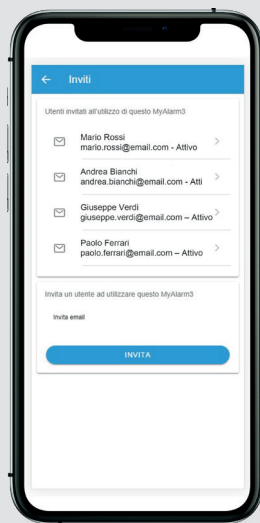 Inviti
Utenti invitati all'utilizzo di questo MyAlarm3
Mario Rossi
mario.rossi@email.com - Attivo
Andrea Bianchi
andrea.bianchi@email.com - Atti
Giuseppe Verdi
giuseppe.verdi@email.com – Attivo
Paolo Ferrari
paolo.ferrari@email.com – Attivo
Invita un utente ad utilizzare questo MyAlarm3
Invita email
INVITA